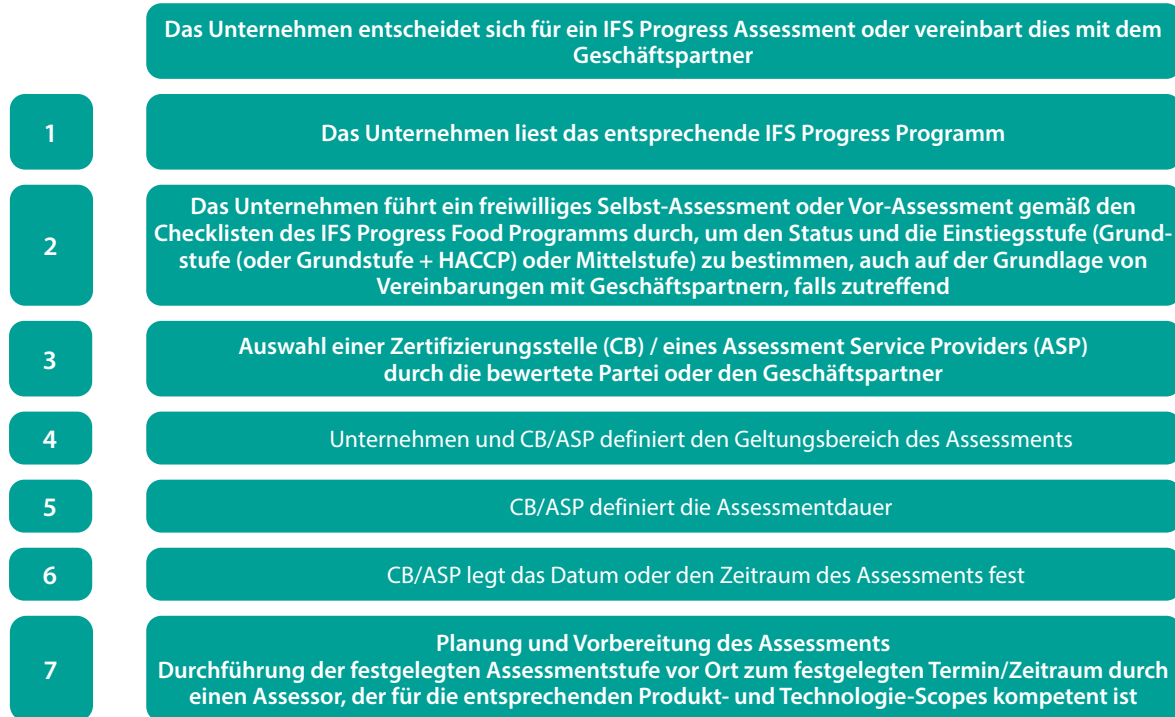 Das Unternehmen entscheidet sich für ein IFS Progress Assessment oder vereinbart dies mit dem
Geschäftspartner
1
Das Unternehmen liest das entsprechende IFS Progress Programm
2
Das Unternehmen führt ein freiwilliges Selbst-Assessment oder Vor-Assessment gemäß den
Checklisten des IFS Progress Food Programms durch, um den Status und die Einstiegsstufe (Grund-
stufe (oder Grundstufe + HACCP) oder Mittelstufe) zu bestimmen, auch auf der Grundlage von
Vereinbarungen mit Geschäftspartnern, falls zutreffend
3
Auswahl einer Zertifizierungsstelle (CB) / eines Assessment Service Providers (ASP)
durch die bewertete Partei oder den Geschäftspartner
4
Unternehmen und CB/ASP definiert den Geltungsbereich des Assessments
5
CB/ASP definiert die Assessmentdauer
6
CB/ASP legt das Datum oder den Zeitraum des Assessments fest
7
Planung und Vorbereitung des Assessments
Durchführung der festgelegten Assessmentstufe vor Ort zum festgelegten Termin/Zeitraum durch
einen Assessor, der für die entsprechenden Produkt- und Technologie-Scopes kompetent ist